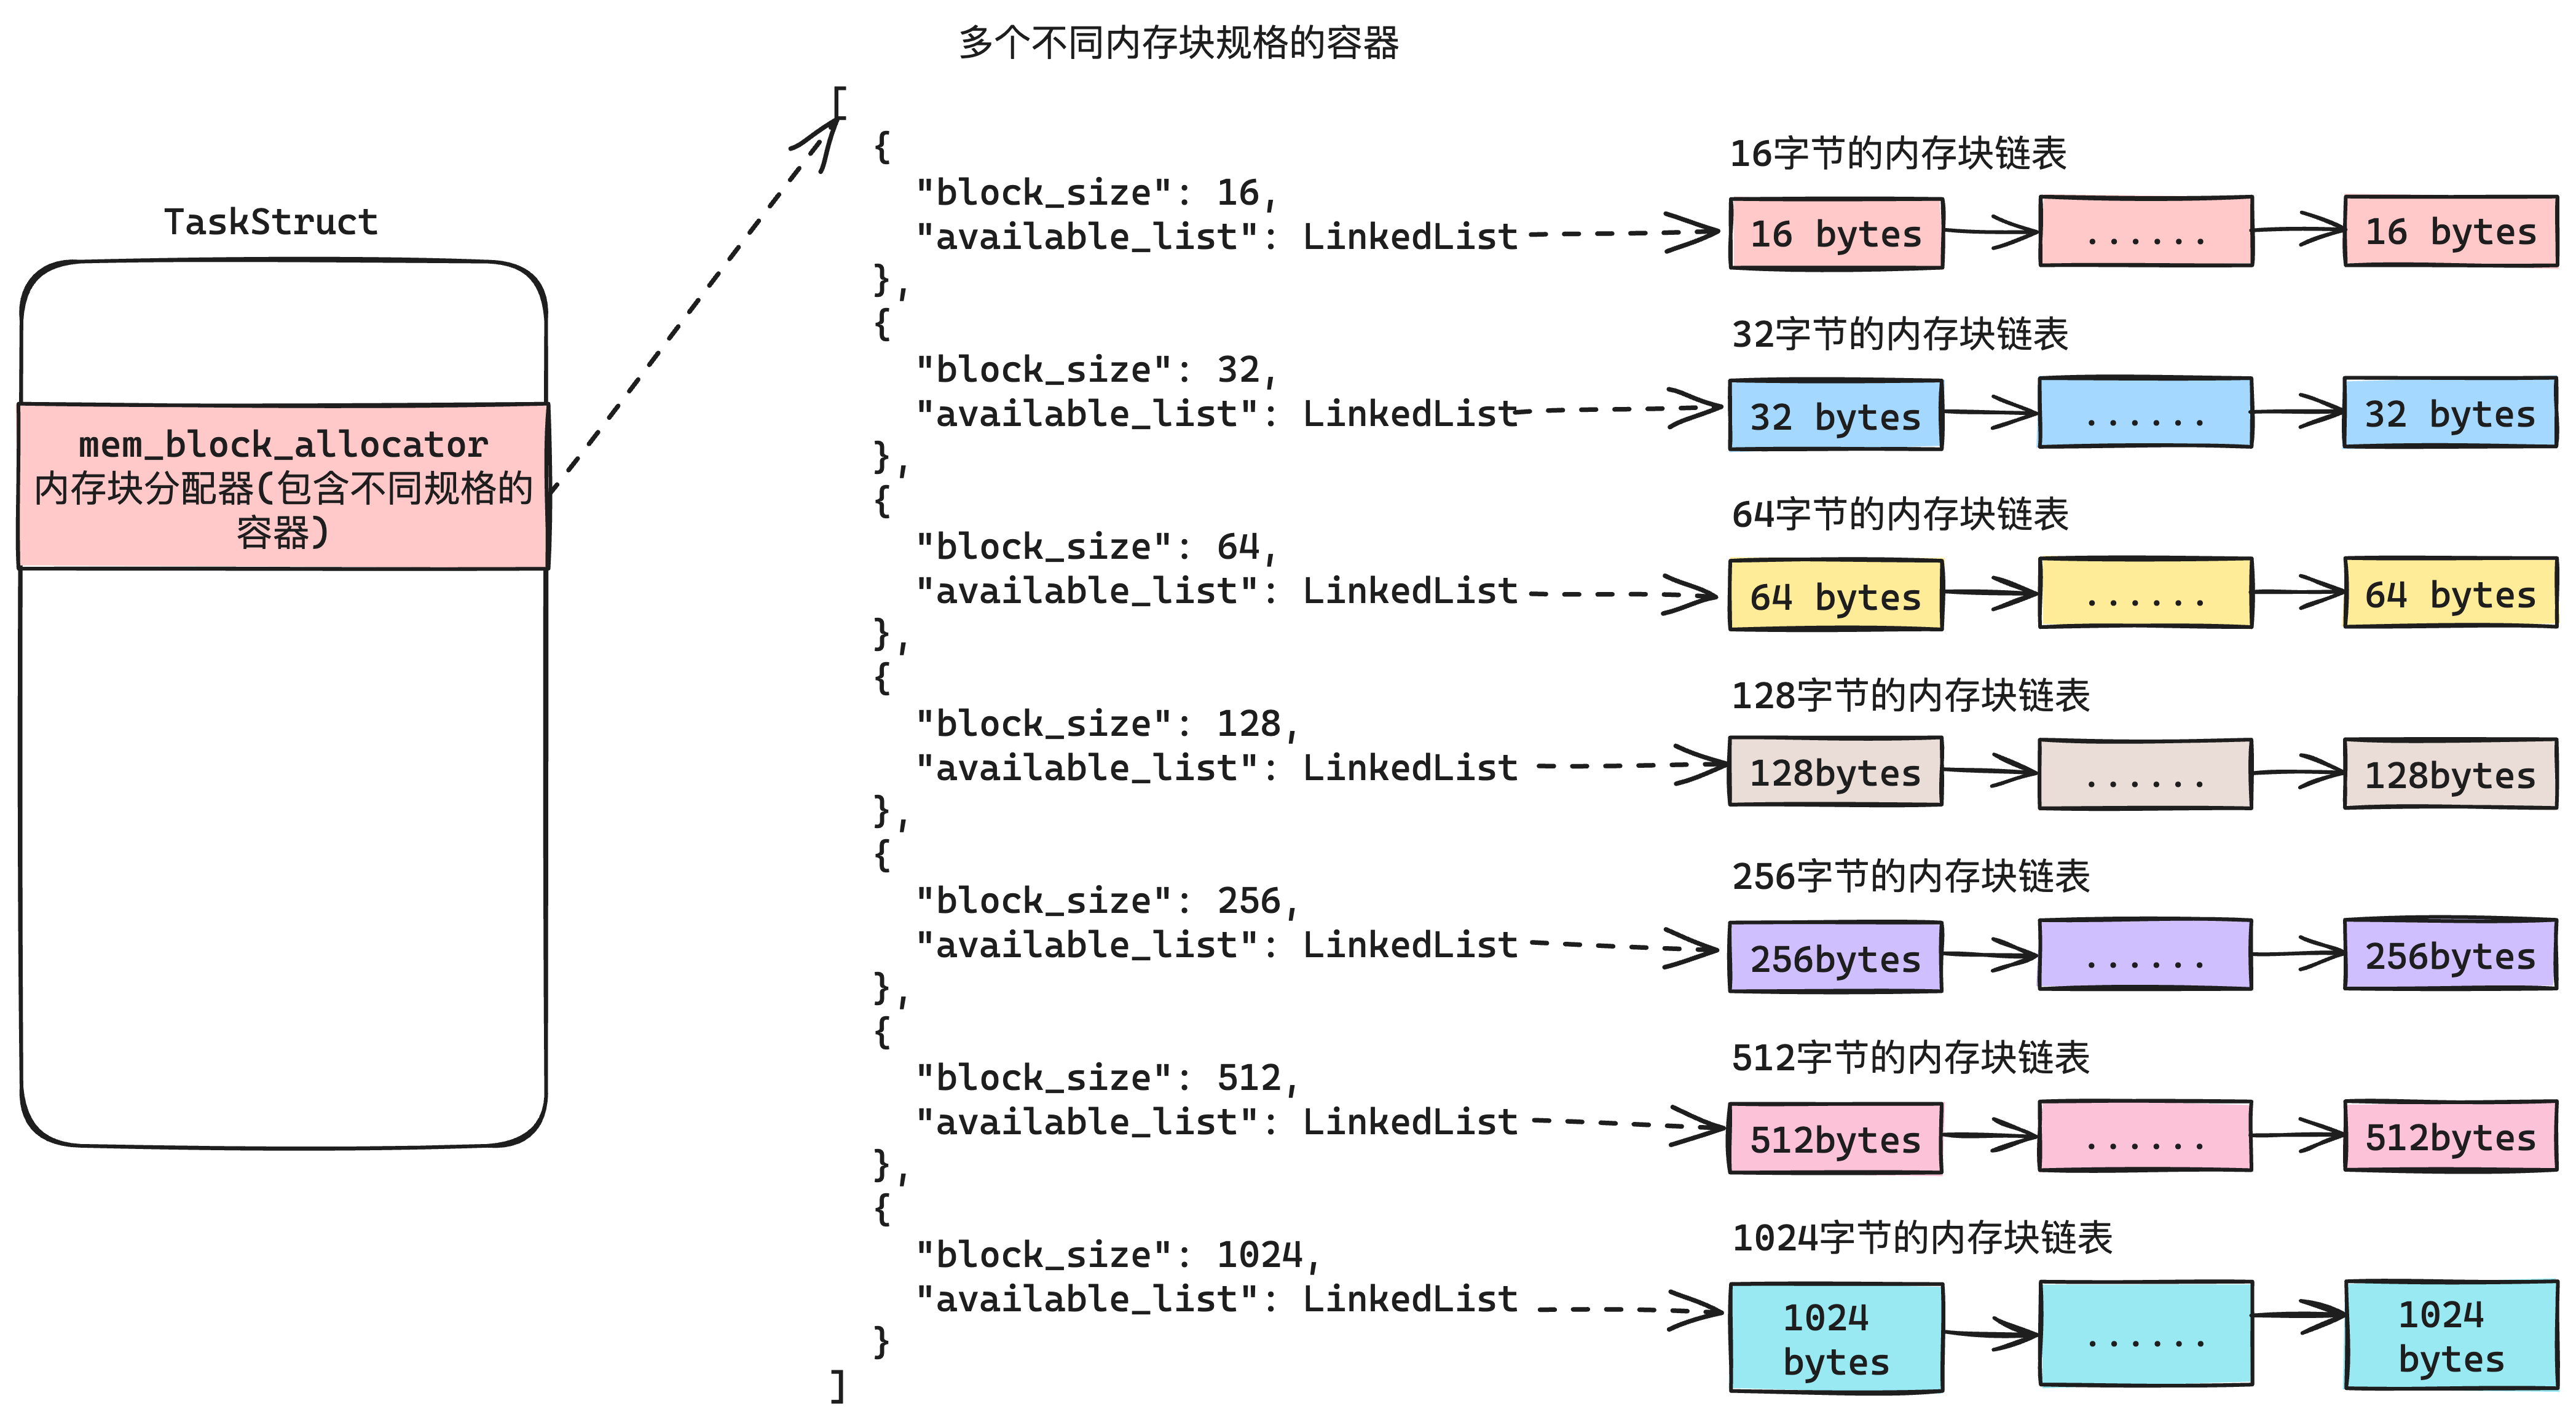 多个不同内存块规格的容器
TaskStruct
mem_block_allocator
内存块分配器(包含不同规格的
容器)
[
{
"block_size": 16,
"available_list": LinkedList
},
{
"block_size": 32,
"available_list": LinkedList
},
{
"block_size": 64,
"available_list": LinkedList
},
{
"block_size": 128,
"available_list": LinkedList
},
{
"block_size": 256,
"available_list": LinkedList
},
{
"block_size": 512,
"available_list": LinkedList
},
{
"block_size": 1024,
"available_list": LinkedList
}
]
16字节的内存块链表
16 bytes
......
16 bytes
32字节的内存块链表
32 bytes
......
32 bytes
64字节的内存块链表
64 bytes
......
64 bytes
128字节的内存块链表
128bytes
......
128bytes
256字节的内存块链表
256bytes
......
256bytes
512字节的内存块链表
512bytes
......
512bytes
1024字节的内存块链表
1024
bytes
......
1024
bytes